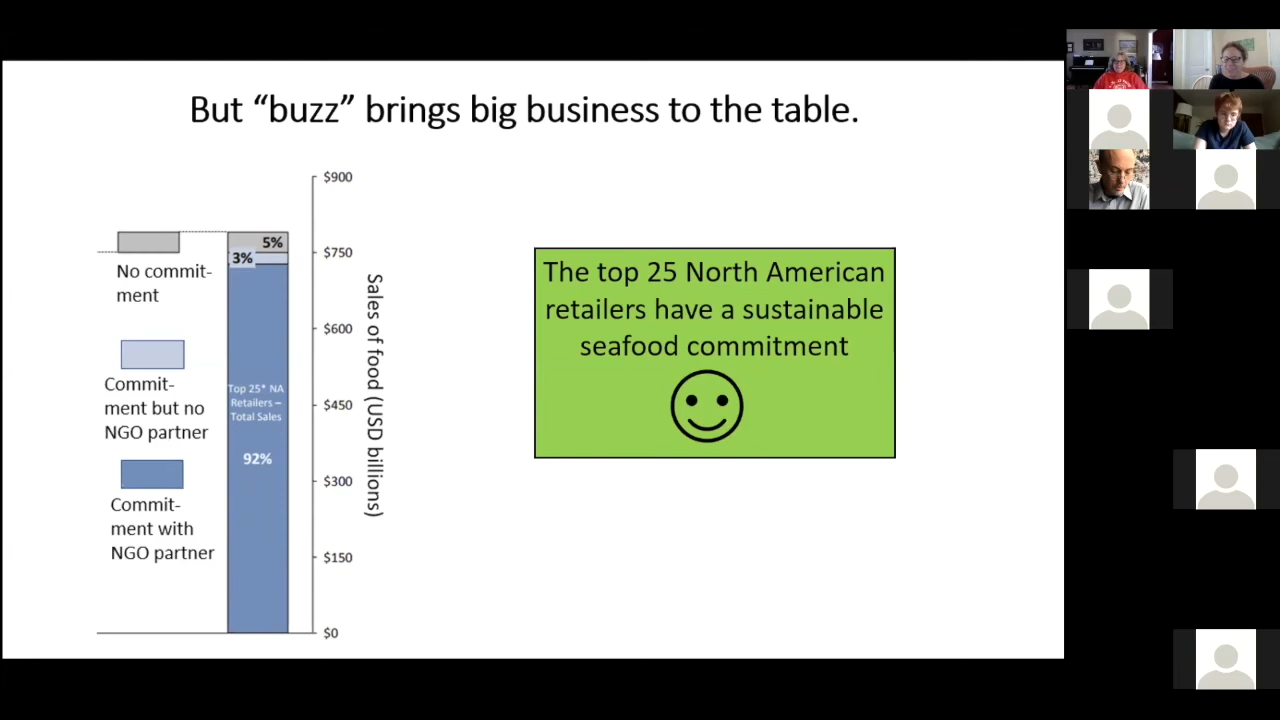 But “buzz” brings big business to the table.
$900
$750
$600
$450
$300
$150
$0
Sales of food (USD billions)
5%
3%
Top 25* NA
Retailers –
Total Sales
92%
No commit-
ment
Commit-
ment but no
NGO partner
Commit-
ment with
NGO partner
The top 25 North American
retailers have a sustainable
seafood commitment